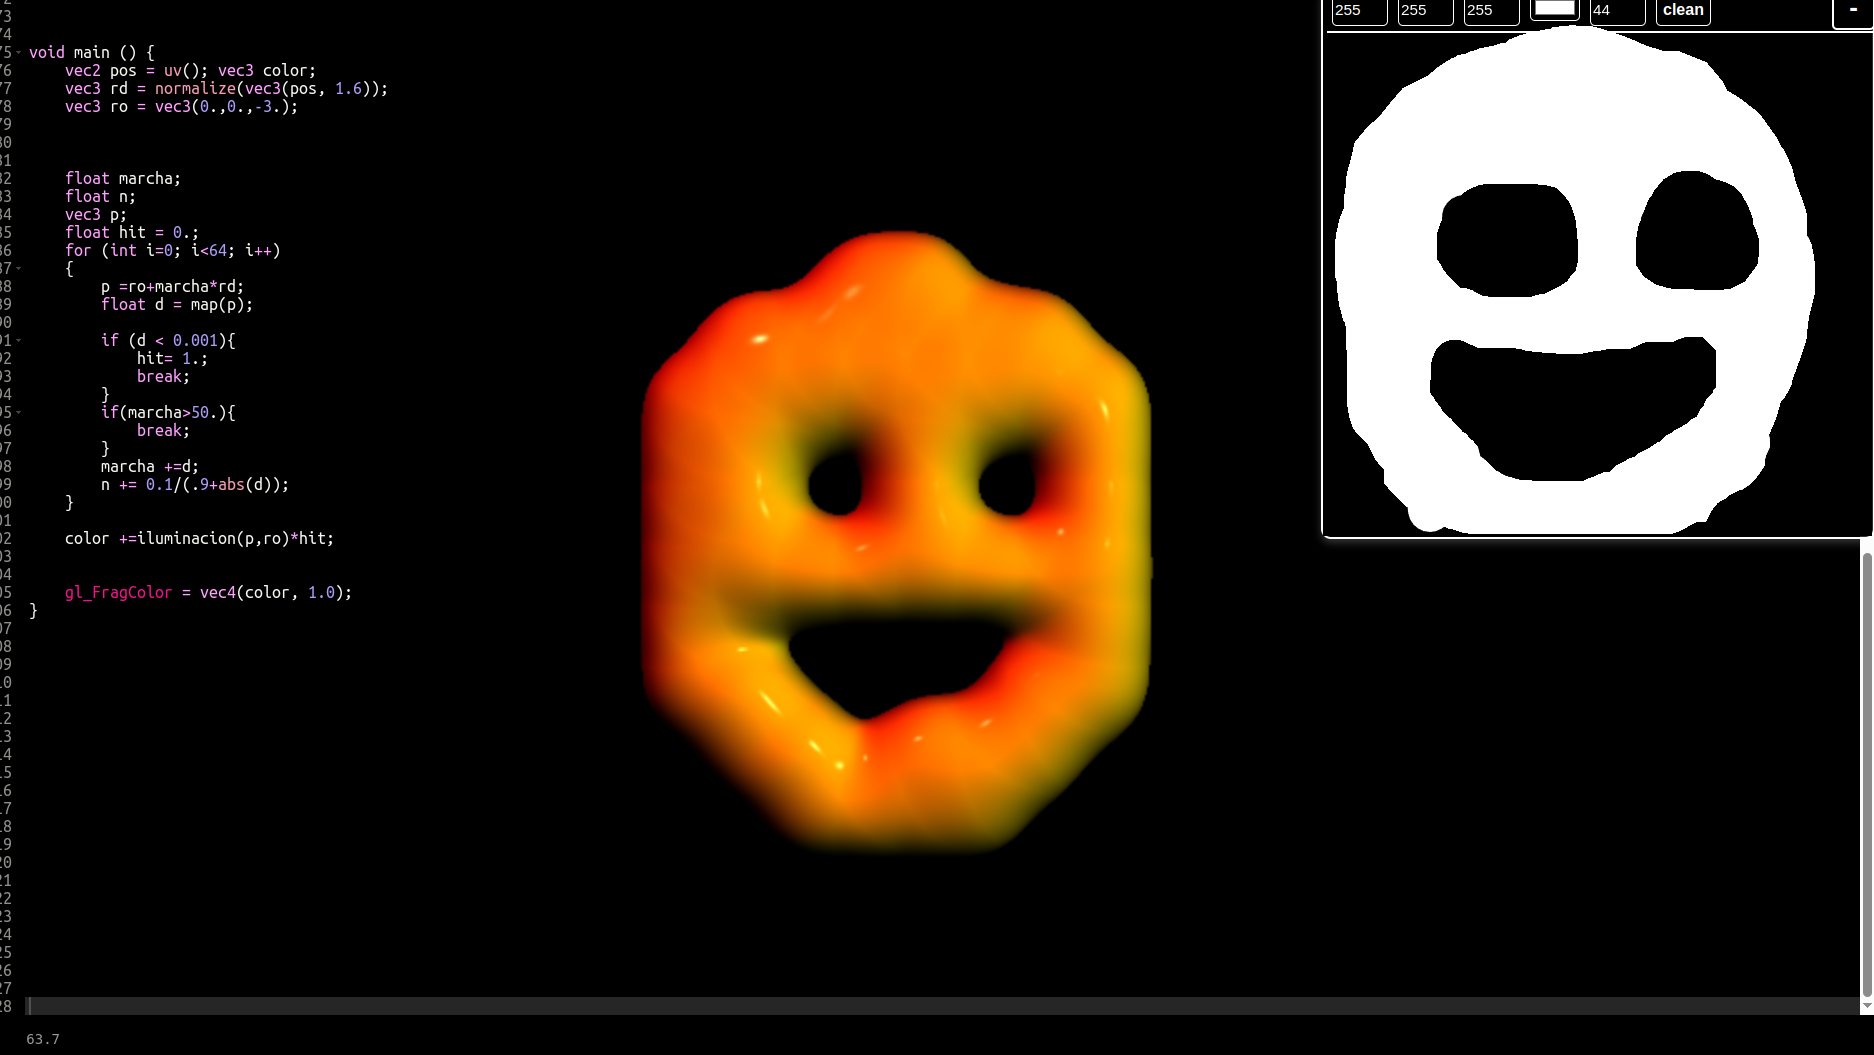 73
74
75 void main () {
76 vec2 pos = uv(); vec3 color;
77 vec3 rd = normalize(vec3(pos, 1.6));
78 vec3 ro = vec3(0.,0.,-3.);
79
80
81
82 float marcha;
83 float n;
84 vec3 p;
85 float hit = 0.;
86 for (int i=0; i<64; i++)
87 {
88 p =ro+marcha*rd;
89 float d = map(p);
90
91 if (d < 0.001){
92 hit= 1.;
93 break;
94 }
95 if(marcha>50.){
96 break;
97 }
98 marcha +=d;
99 n += 0.1/(.9+abs(d));
00 }
01
02 color +=iluminacion(p,ro)*hit;
03
04
05 gl_FragColor = vec4(color, 1.0);
06 }
07
08
09
10
11
12
13
14
15
16
17
18
19
20
21
22
23
24
25
26
27
28
63.7
255 255 255 44 clean -